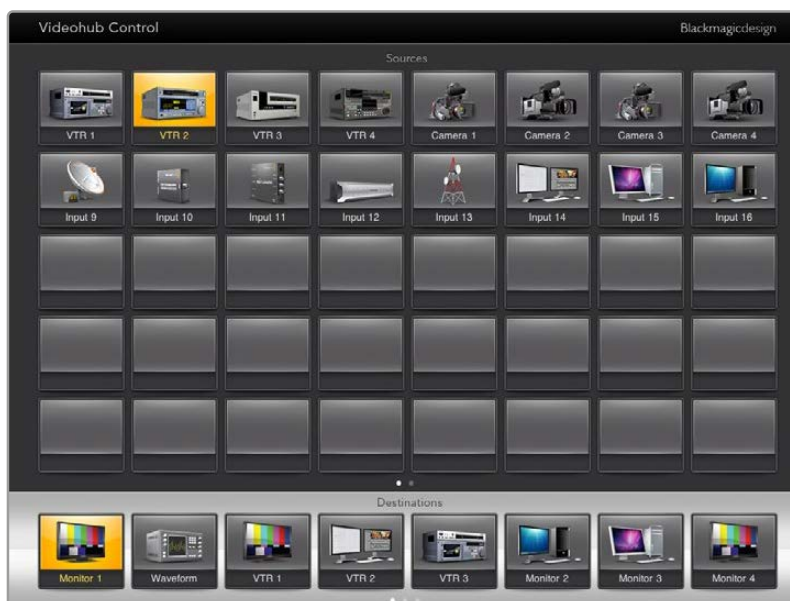 Videohub Control
Blackmagicdesign
Sources
VTR 1 VTR 2 VTR 3 VTR 4 Camera 1 Camera 2 Camera 3 Camera 4
Input 9 Input 10 Input 11 Input 12 Input 13 Input 14 Input 15 Input 16
Destinations
Monitor 1 Waveform VTR 1 VTR 2 VTR 3 Monitor 2 Monitor 3 Monitor 4